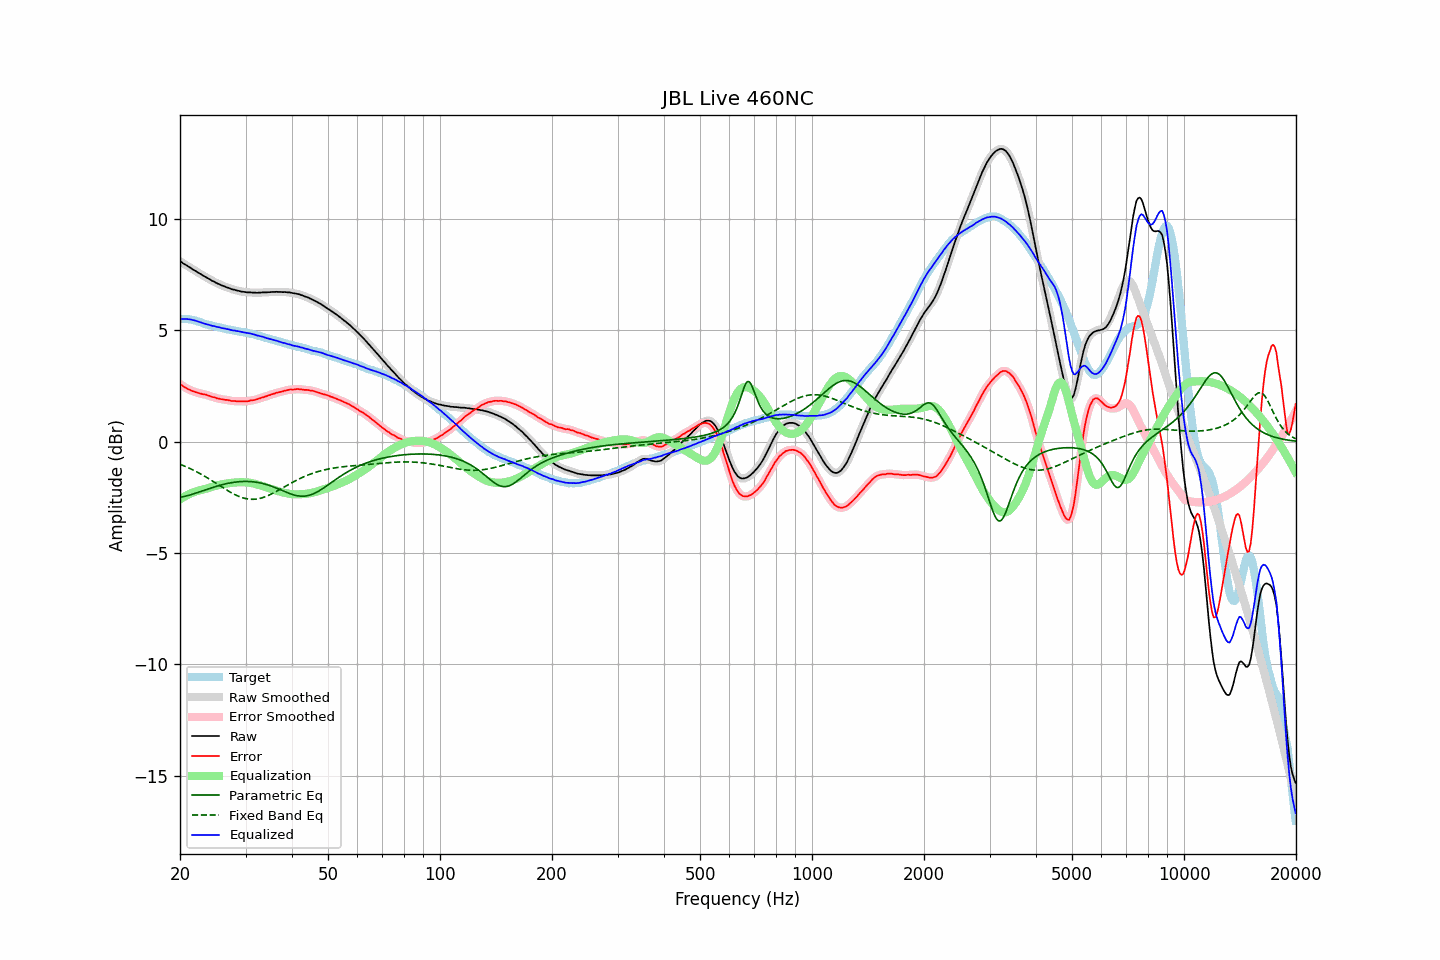 JBL Live 460NC
Amplitude (dBr)
10
5
0
−5
−10
−15
Target
Raw Smoothed
Error Smoothed
Raw
Error
Equalization
Parametric Eq
Fixed Band Eq
Equalized
20 50 100 200 500 1000 2000 5000 10000 20000
Frequency (Hz)